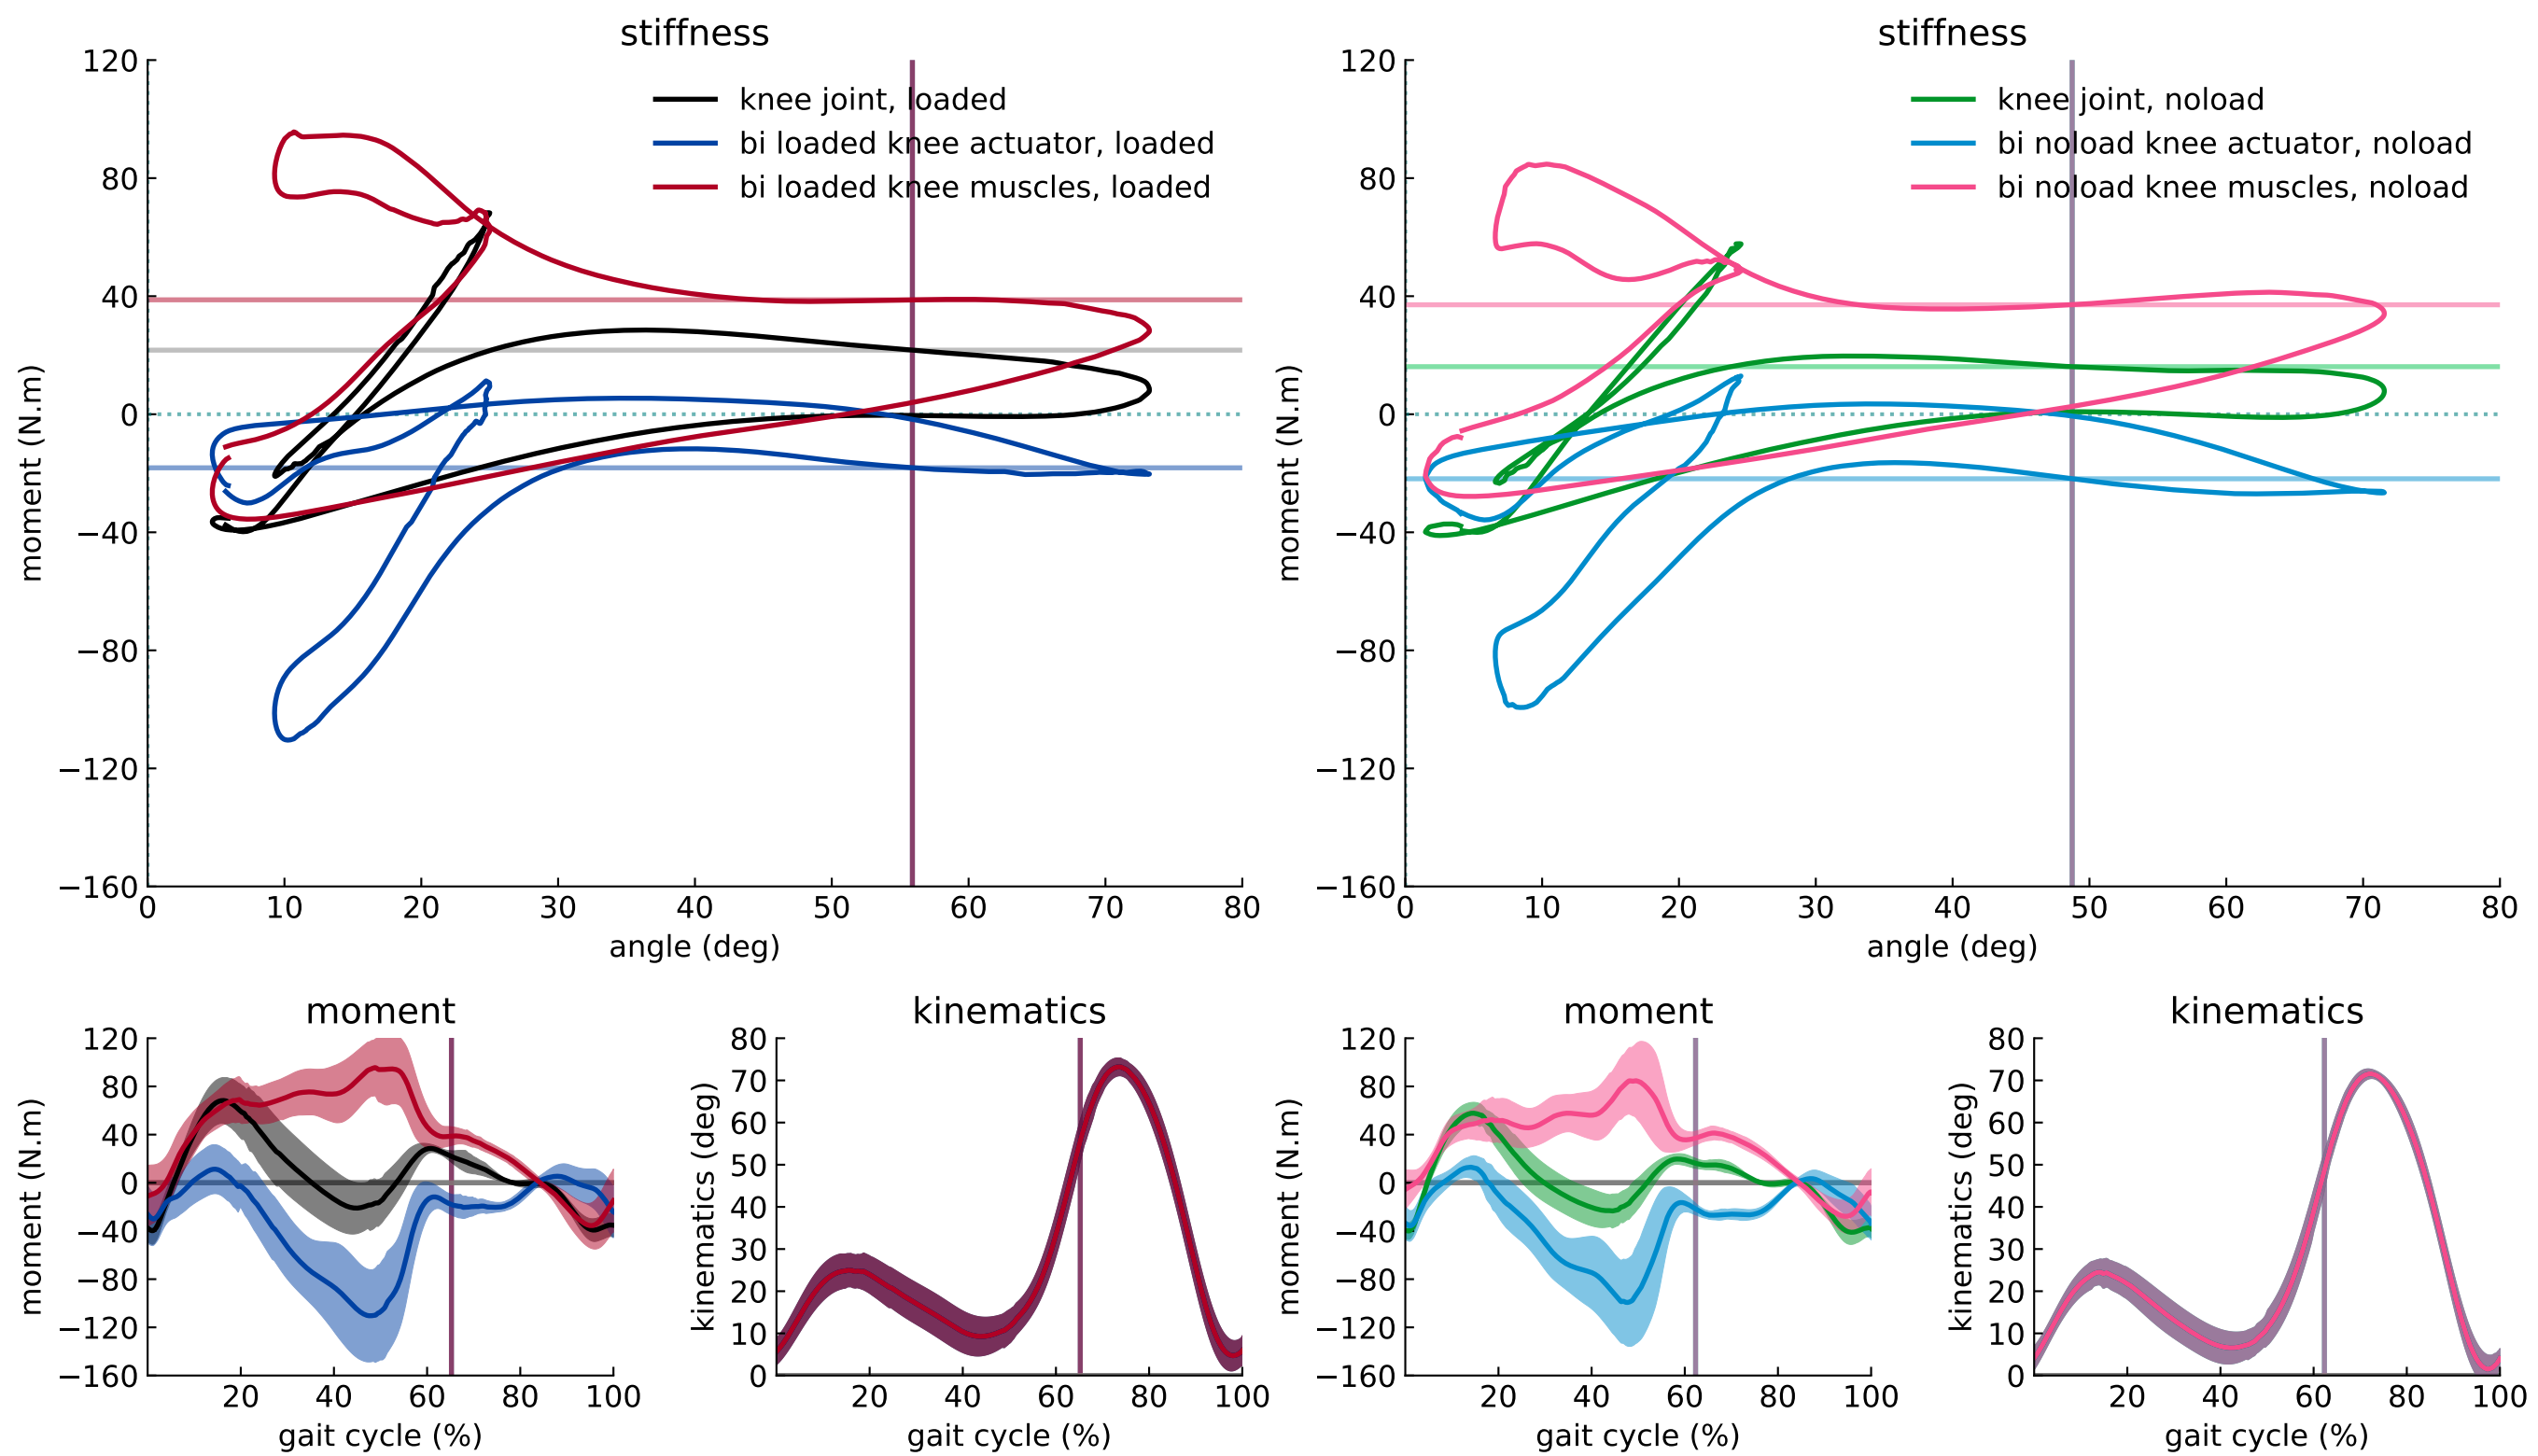 stiffness
120
80
40
0
−40
−80
−120
−160
moment (N.m)
knee joint, loaded
bi loaded knee actuator, loaded
bi loaded knee muscles, loaded
0 10 20 30 40 50 60 70 80
angle (deg)
stiffness
120
80
40
0
−40
−80
−120
−160
moment (N.m)
knee joint, noload
bi noload knee actuator, noload
bi noload knee muscles, noload
0 10 20 30 40 50 60 70 80
angle (deg)
moment
120
80
40
0
−40
−80
−120
−160
moment (N.m)
20 40 60 80 100
gait cycle (%)
kinematics
80
70
60
50
40
30
20
10
0
kinematics (deg)
20 40 60 80 100
gait cycle (%)
moment
120
80
40
0
−40
−80
−120
−160
moment (N.m)
20 40 60 80 100
gait cycle (%)
kinematics
80
70
60
50
40
30
20
10
0
kinematics (deg)
20 40 60 80 100
gait cycle (%)